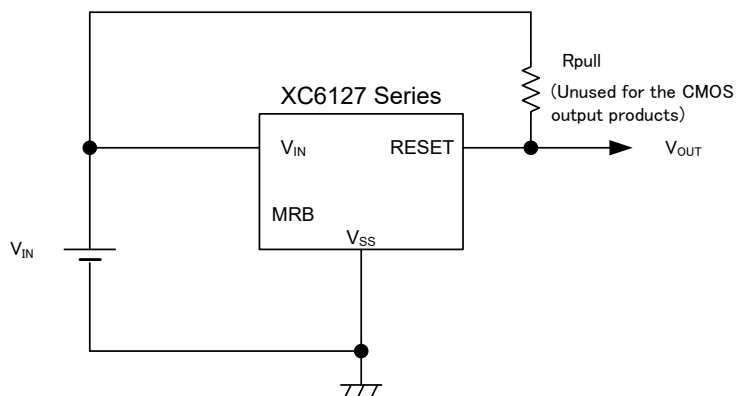 Rpull
(Unused for the CMOS
output products)
XC6127 Series
VIN
RESET
VOUT
MRB
VSS
VIN